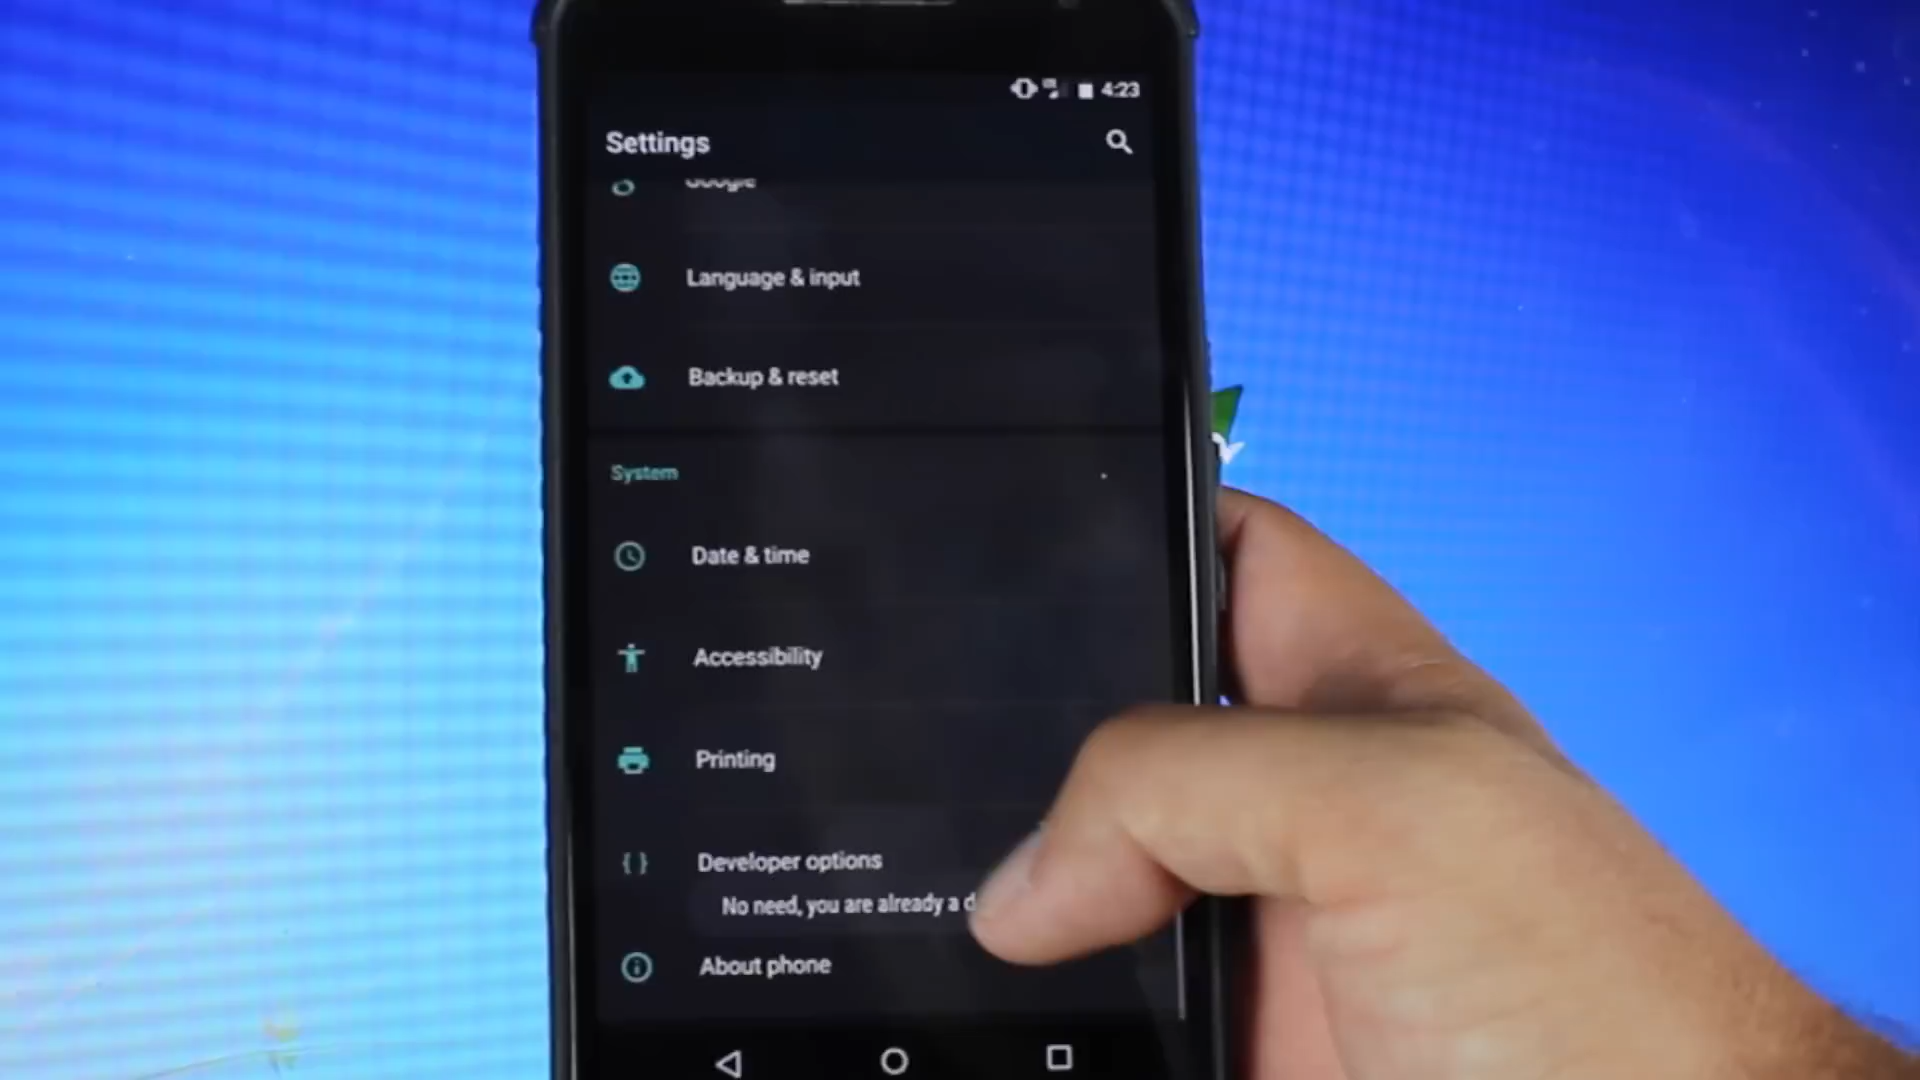 4:23
Settings
Google
Language & input
Backup & reset
System
Date & time
Accessibility
Printing
Developer options
No need, you are already a d
About phone